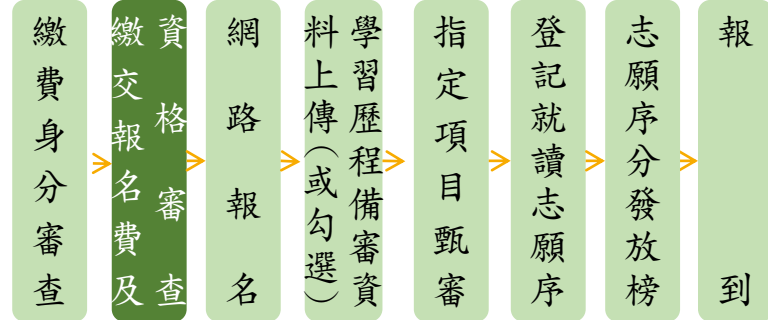 繳費身分審查
繳交報名費及
資格審查
網路報名
學習歷程備審資
料上傳（或勾選）
指定項目甄審
登記就讀志願序
志願序分發放榜
報到